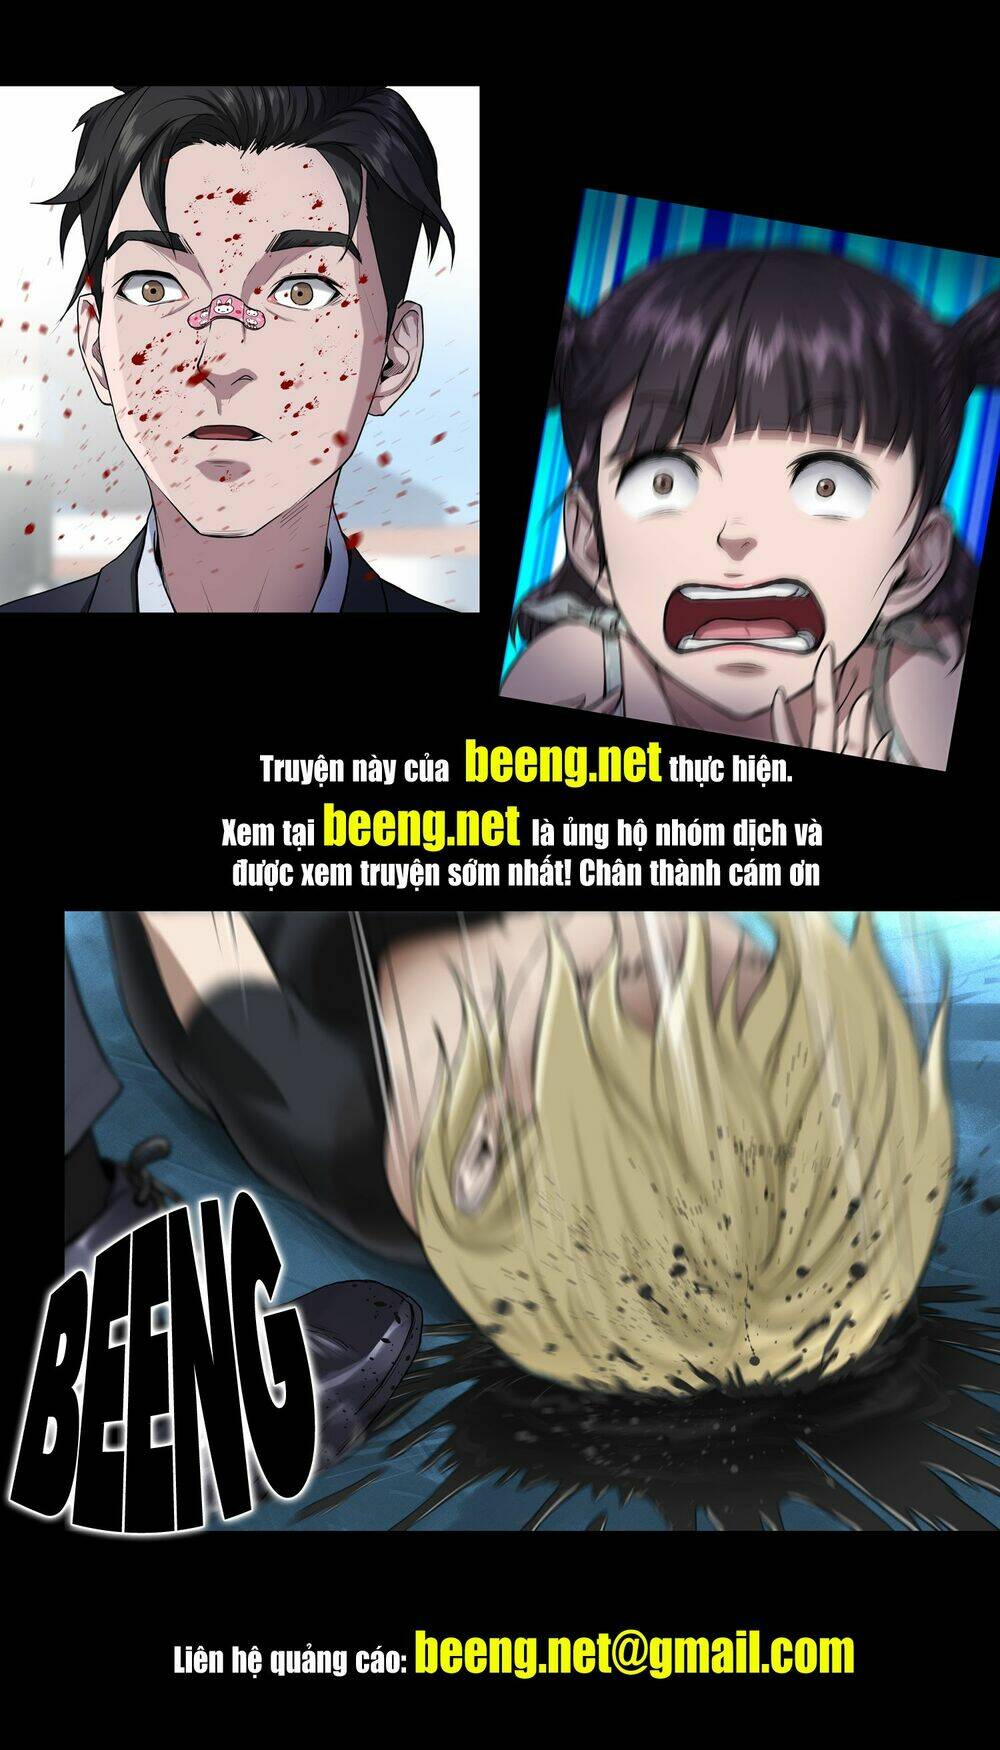 Truyện này của beeng.net thực hiện.
Xem tại beeng.net là ủng hộ nhóm dịch và
được xem truyện sớm nhất! Chân thành cám ơn
BEENG
Liên hệ quảng cáo: beeng.net@gmail.com